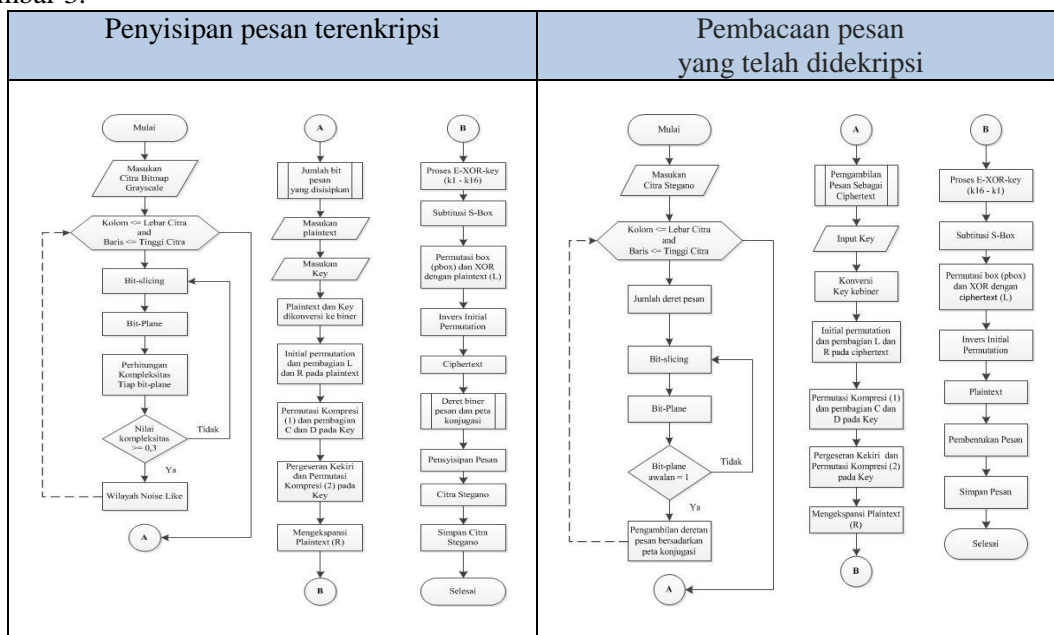 Penyisipan pesan terenkripsi
Pembacaan pesan
yang telah didekripsi
Mulai
Masukan
Citra Bitmap
Grayscale
Kolom <= Lebar Citra
and
Baris <= Tinggi Citra
Bit-slicing
Bit-Plane
Perhitungan
Kompleksitas
Tiap bit-plane
Nilai
kompleksitas
>= 0,3
Tidak
Ya
Wilayah Noise Like
A
A
Jumlah bit
pesan
yang disisipkan
Masukan
plaintext
Masukan
Key
Plaintext dan Key
dikonversi ke biner
Initial permutation
dan pembagian L
dan R pada plaintext
Permutasi Kompresi
(1) dan pembagian
C dan D pada Key
Pergeseran Kekiri
dan Permutasi
Kompresi (2) pada
Key
Mengekspansi
Plaintext (R)
B
B
Proses E-XOR-key
(k1 - k16)
Subtitusi S-Box
Permutasi box
(pbox) dan XOR
dengan plaintext (L)
Invers Initial
Permutation
Ciphertext
Deret biner
pesan dan peta
konjugasi
Pensyisipan Pesan
Citra Stegano
Simpan Citra
Stegano
Selesai
Mulai
Masukan
Citra Stegano
Kolom <= Lebar Citra
and
Baris <= Tinggi Citra
Jumlah deret pesan
Bit-slicing
Bit-Plane
Bit-plane
awalan = 1
Tidak
Ya
Pengambilan deretan
pesan bersadarkan
peta konjugasi
A
A
Pemgambilan
Pesan Sebagai
Ciphertext
Input Key
Konversi
Key kebiner
Initial permutation
dan pembagian L dan
R pada ciphertext
Permutasi Kompresi (1)
dan pembagian C dan
D pada Key
Pergeseran Kekiri dan
Permutasi Kompresi (2)
pada Key
Mengekspansi Plaintext
(R)
B
B
Proses E-XOR-key
(k16 - k1)
Subtitusi S-Box
Permutasi box (pbox)
dan XOR dengan
ciphertext (L)
Invers Initial
Permutation
Plaintext
Pembentukan Pesan
Simpan Pesan
Selesai